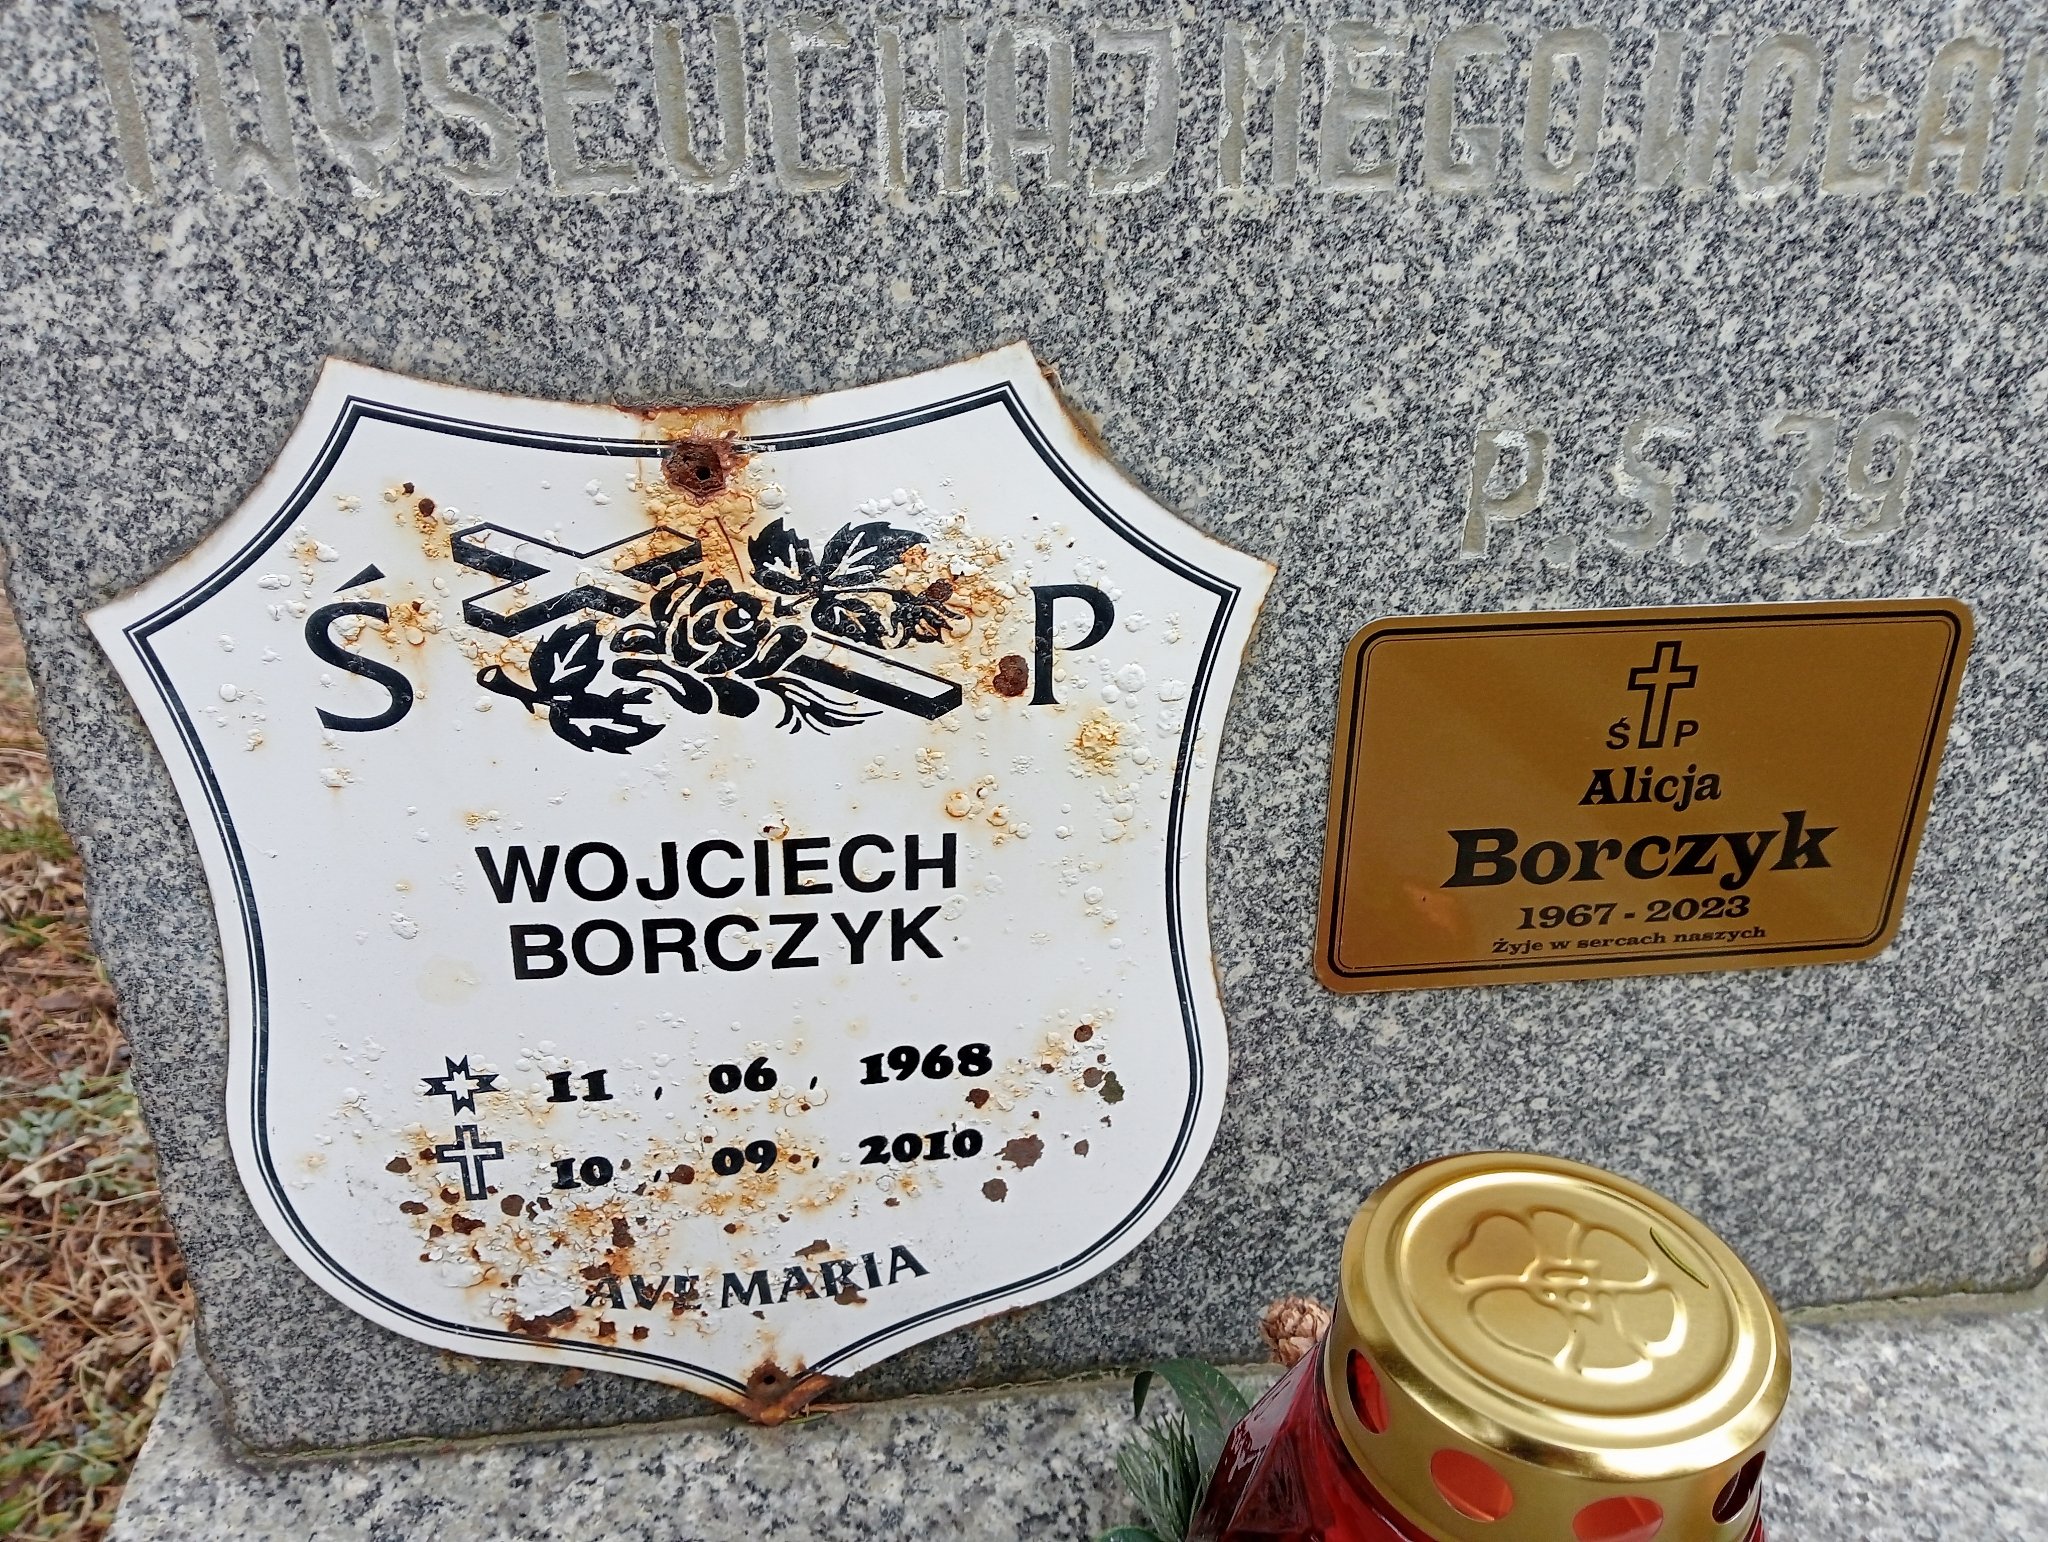 I WYSŁUCHAJ MEGO WOŁAN
P. S. 39
Ś P
WOJCIECH
BORCZYK
11 . 06 . 1968
10 . 09 . 2010
AVE MARIA
Ś P
Alicja
Borczyk
1967 - 2023
Żyje w sercach naszych